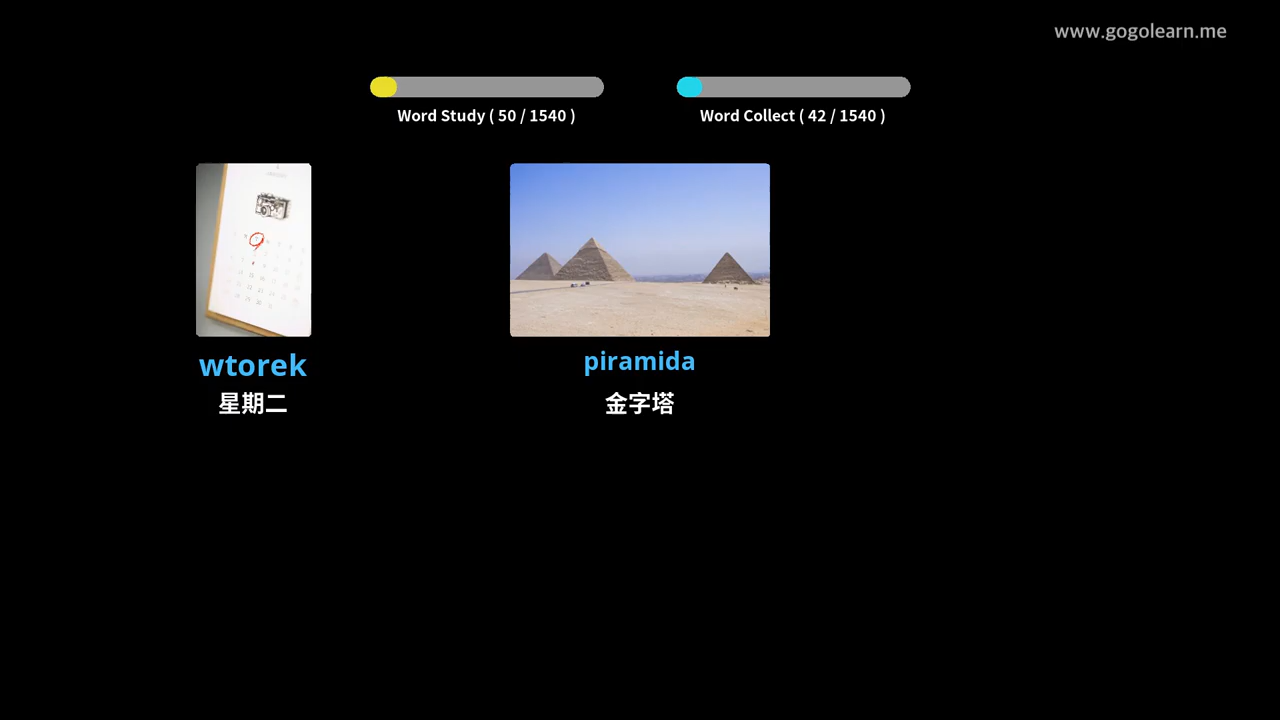 www.gogolearn.me
Word Study ( 50 / 1540 )
Word Collect ( 42 / 1540 )
wtorek
星期二
piramida
金字塔